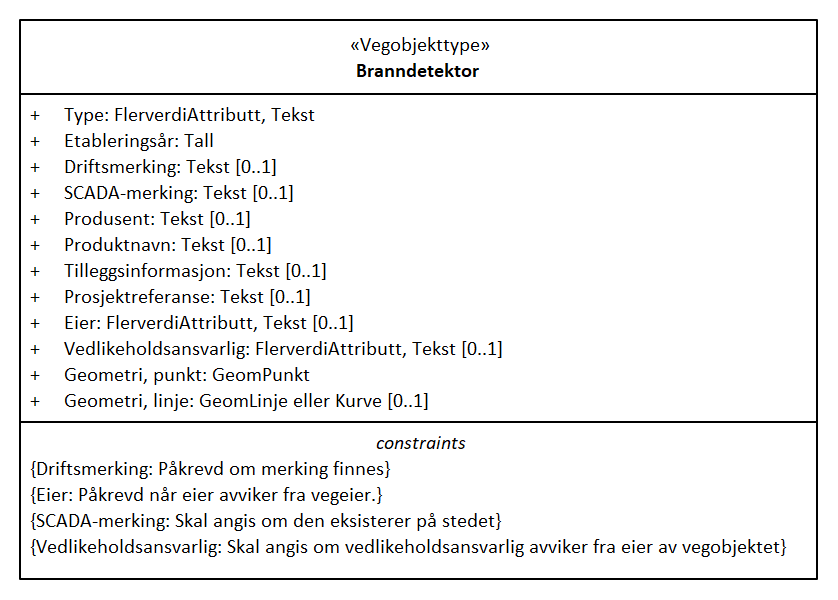 «Vegobjekttype»
Branndetektor
+ Type: FlerverdiAttributt, Tekst
+ Etableringsår: Tall
+ Driftsmerking: Tekst [0..1]
+ SCADA-merking: Tekst [0..1]
+ Produsent: Tekst [0..1]
+ Produktnavn: Tekst [0..1]
+ Tilleggsinformasjon: Tekst [0..1]
+ Prosjektreferanse: Tekst [0..1]
+ Eier: FlerverdiAttributt, Tekst [0..1]
+ Vedlikeholdsansvarlig: FlerverdiAttributt, Tekst [0..1]
+ Geometri, punkt: GeomPunkt
+ Geometri, linje: GeomLinje eller Kurve [0..1]
constraints
{Driftsmerking: Påkrevd om merking finnes}
{Eier: Påkrevd når eier avviker fra vegeier.}
{SCADA-merking: Skal angis om den eksisterer på stedet}
{Vedlikeholdsansvarlig: Skal angis om vedlikeholdsansvarlig avviker fra eier av vegobjektet}